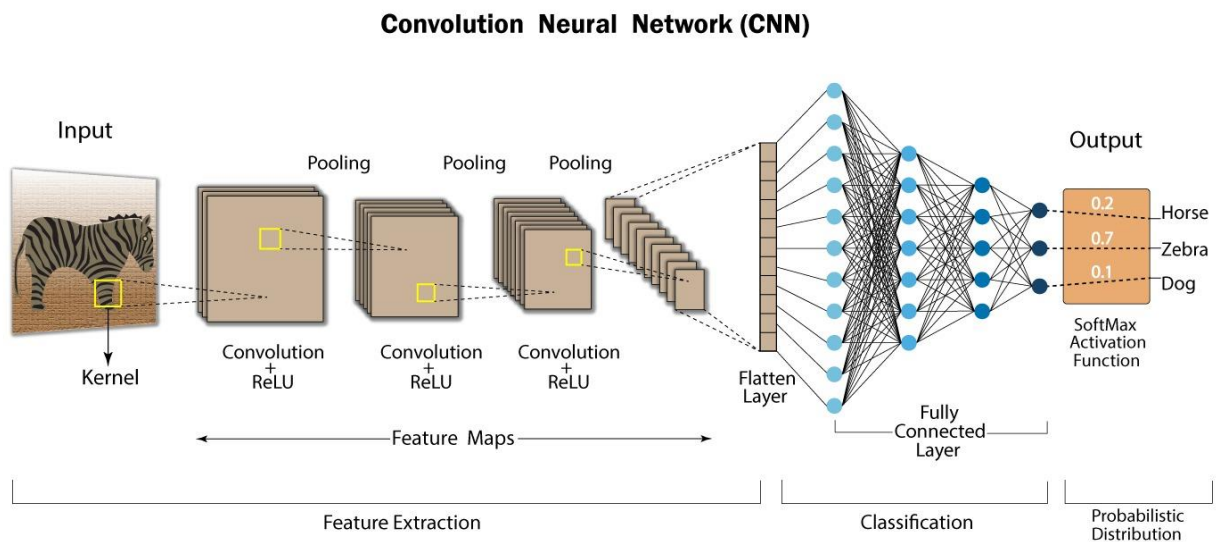 Convolution Neural Network (CNN)
Input
Kernel
Pooling
Pooling
Pooling
Convolution
+
ReLU
Convolution
+
ReLU
Convolution
+
ReLU
Feature Maps
Flatten
Layer
Fully
Connected
Layer
Output
0.2
Horse
0.7
Zebra
0.1
Dog
SoftMax
Activation
Function
Feature Extraction
Classification
Probabilistic
Distribution